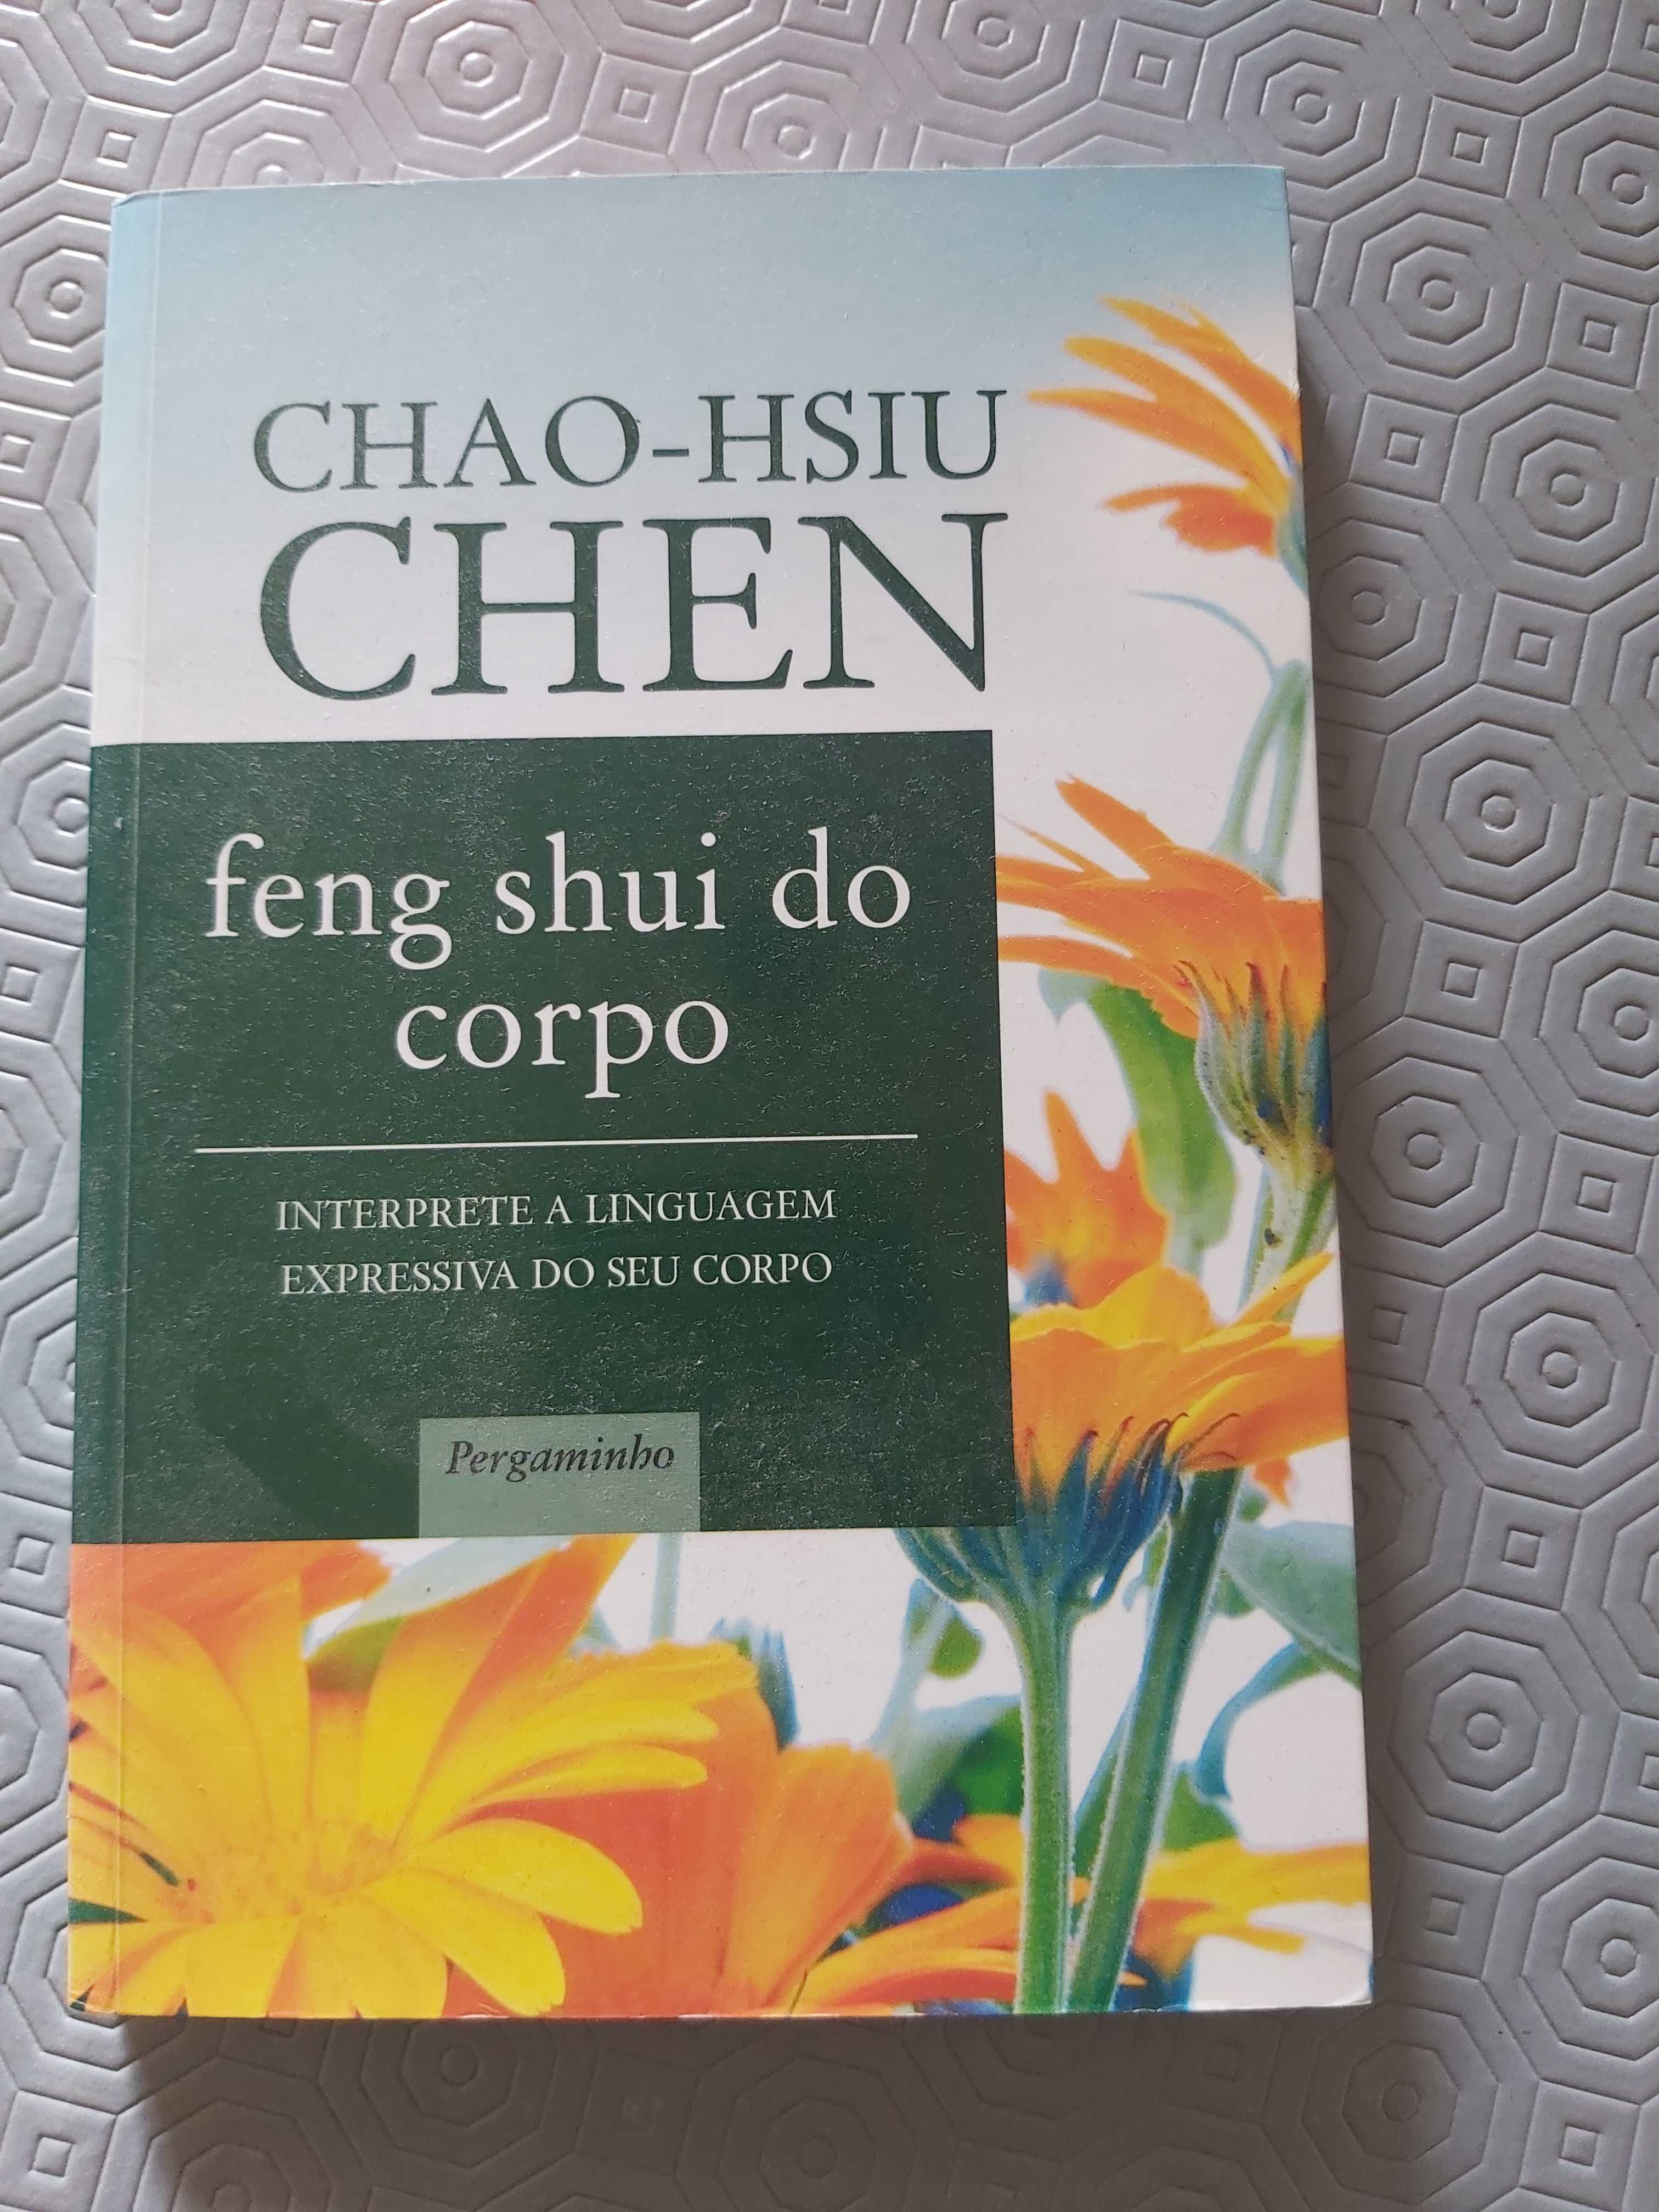 CHAO-HSIU
CHEN
feng shui do
corpo
INTERPRETE A LINGUAGEM
EXPRESSIVA DO SEU CORPO
Pergaminho